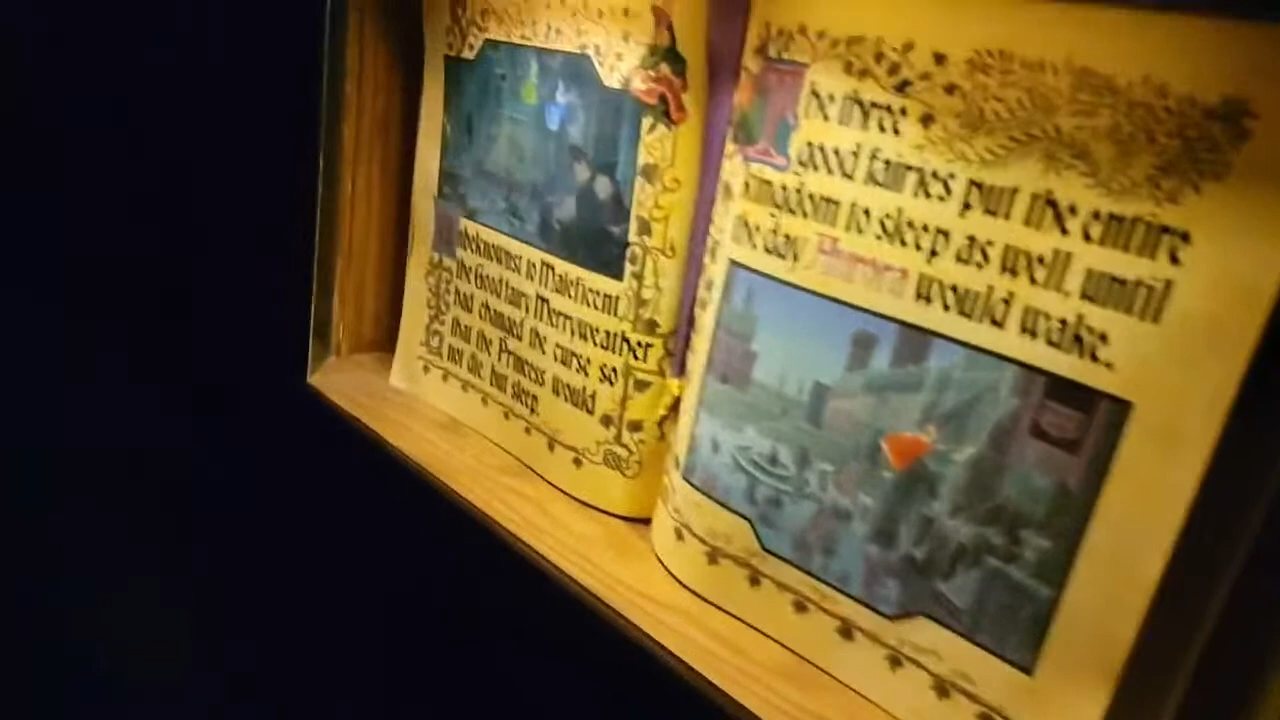 Unbeknownst to Maleficent,
the Good fairy Merryweather
had changed the curse so
that the Princess would
not die, but sleep.
The three
good fairies put the entire
kingdom to sleep as well, until
the day Aurora would wake.